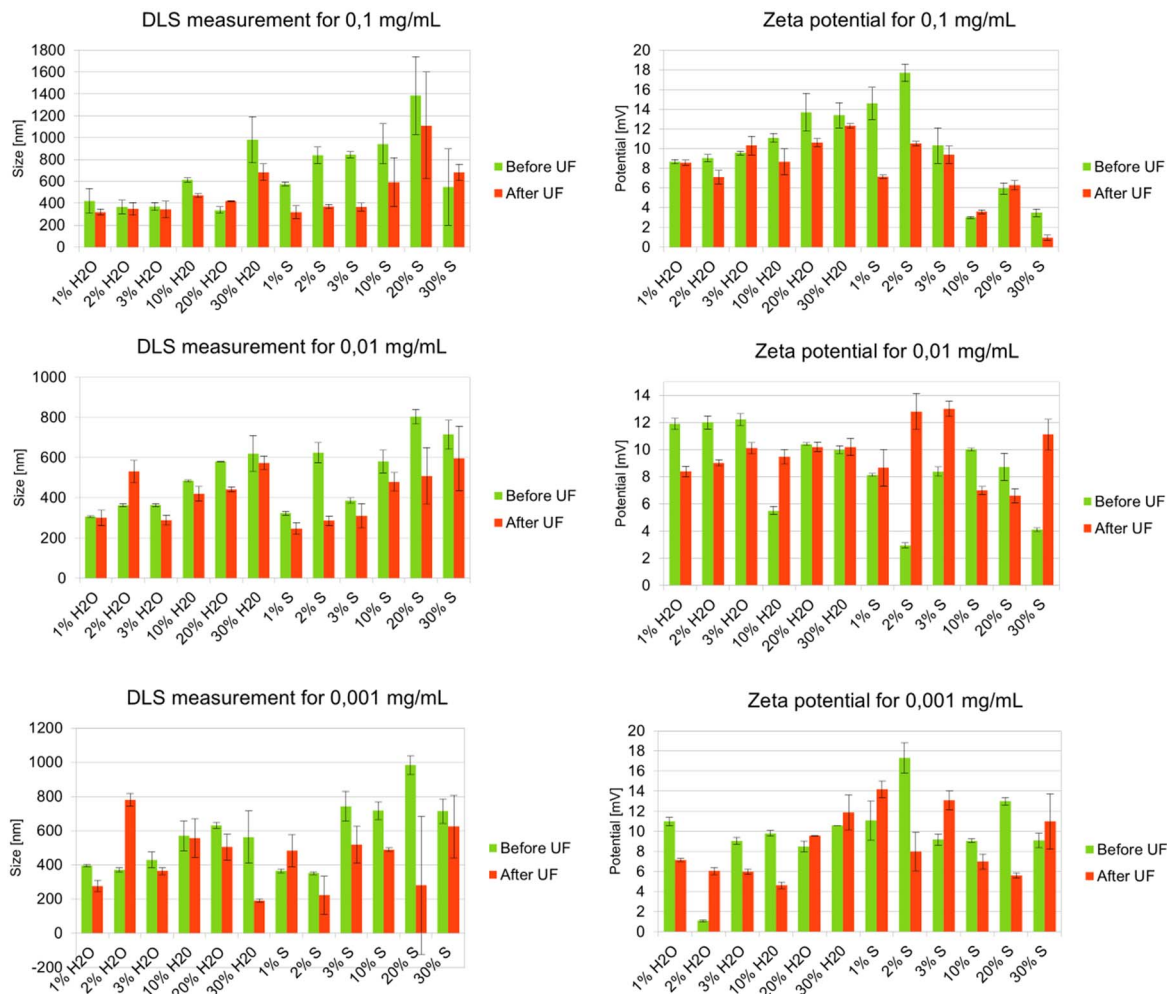 DLS measurement for 0,1 mg/mL
Size [nm]
1800
1600
1400
1200
1000
800
600
400
200
0
1% H2O
2% H2O
3% H2O
10% H20
20% H2O
30% H20
1% S
2% S
3% S
10% S
20% S
30% S
Before UF
After UF
Zeta potential for 0,1 mg/mL
Potential [mV]
20
18
16
14
12
10
8
6
4
2
0
1% H2O
2% H2O
3% H2O
10% H20
20% H2O
30% H20
1% S
2% S
3% S
10% S
20% S
30% S
Before UF
After UF
DLS measurement for 0,01 mg/mL
Size [nm]
1000
800
600
400
200
0
1% H2O
2% H2O
3% H2O
10% H20
20% H2O
30% H20
1% S
2% S
3% S
10% S
20% S
30% S
Before UF
After UF
Zeta potential for 0,01 mg/mL
Potential [mV]
14
12
10
8
6
4
2
0
1% H2O
2% H2O
3% H2O
10% H20
20% H2O
30% H2O
1% S
2% S
3% S
10% S
20% S
30% S
Before UF
After UF
DLS measurement for 0,001 mg/mL
Size [nm]
1200
1000
800
600
400
200
0
-200
1% H2O
2% H2O
3% H2O
10% H20
20% H2O
30% H20
1% S
2% S
3% S
10% S
20% S
30% S
Before UF
After UF
Zeta potential for 0,001 mg/mL
Potential [mV]
20
18
16
14
12
10
8
6
4
2
0
1% H2O
2% H2O
3% H2O
10% H20
20% H2O
30% H20
1% S
2% S
3% S
10% S
20% S
30% S
Before UF
After UF